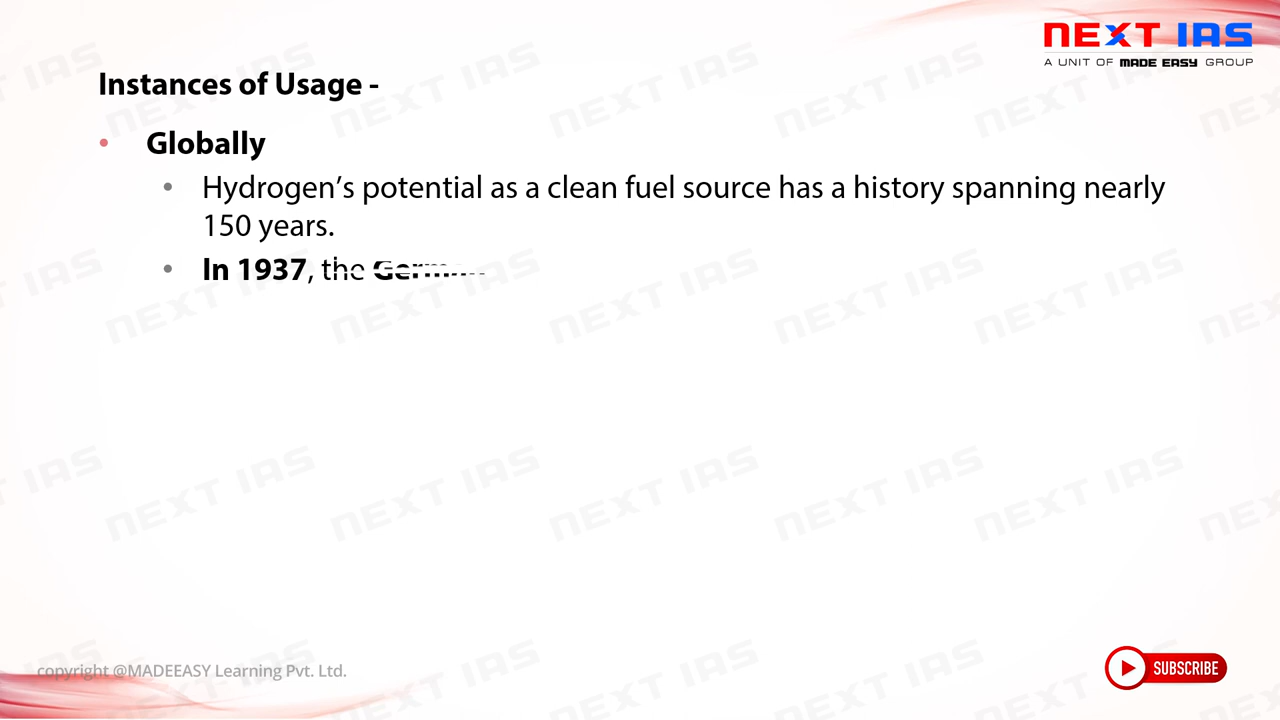 NEXT IAS
A UNIT OF MADE EASY GROUP
Instances of Usage -
• Globally
• Hydrogen’s potential as a clean fuel source has a history spanning nearly
150 years.
• In 1937, the
copyright @MADEEASY Learning Pvt. Ltd.
SUBSCRIBE